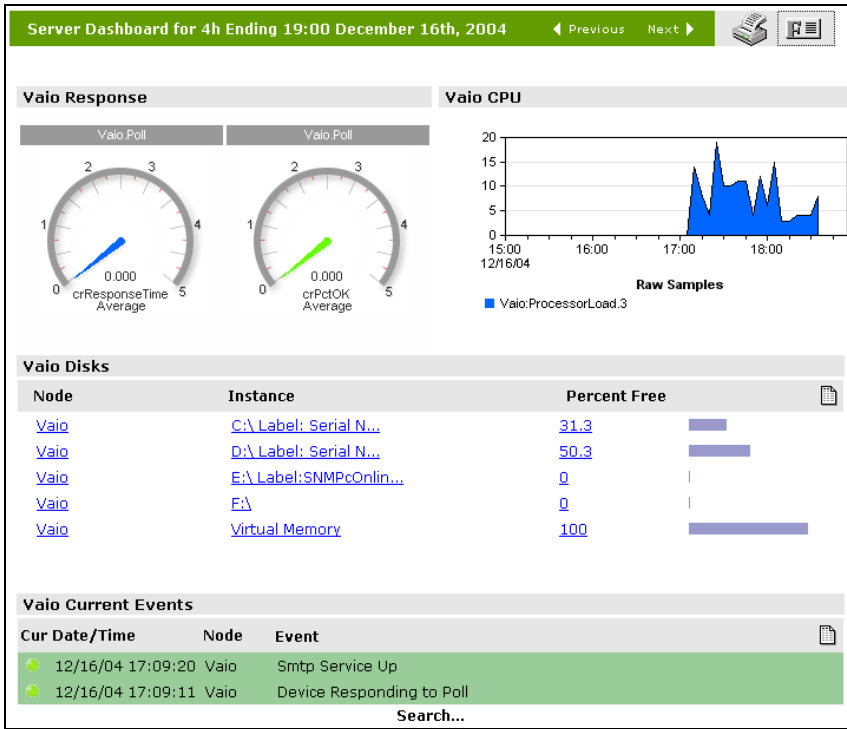 Server Dashboard for 4h Ending 19:00 December 16th, 2004 Previous Next
Vaio Response
Vaio.Poll Vaio.Poll
0 1 2 3 4 5
0.000
crResponseTime
Average
0 1 2 3 4 5
0.000
crPctOK
Average
Vaio CPU
20
15
10
5
0
15:00 16:00 17:00 18:00
12/16/04
Raw Samples
Vaio:ProcessorLoad.3
Vaio Disks
Node Instance Percent Free
Vaio C:\ Label: Serial N... 31.3
Vaio D:\ Label: Serial N... 50.3
Vaio E:\ Label:SNMPcOnlin... 0
Vaio F:\ 0
Vaio Virtual Memory 100
Vaio Current Events
Cur Date/Time Node Event
12/16/04 17:09:20 Vaio Smtp Service Up
12/16/04 17:09:11 Vaio Device Responding to Poll
Search...